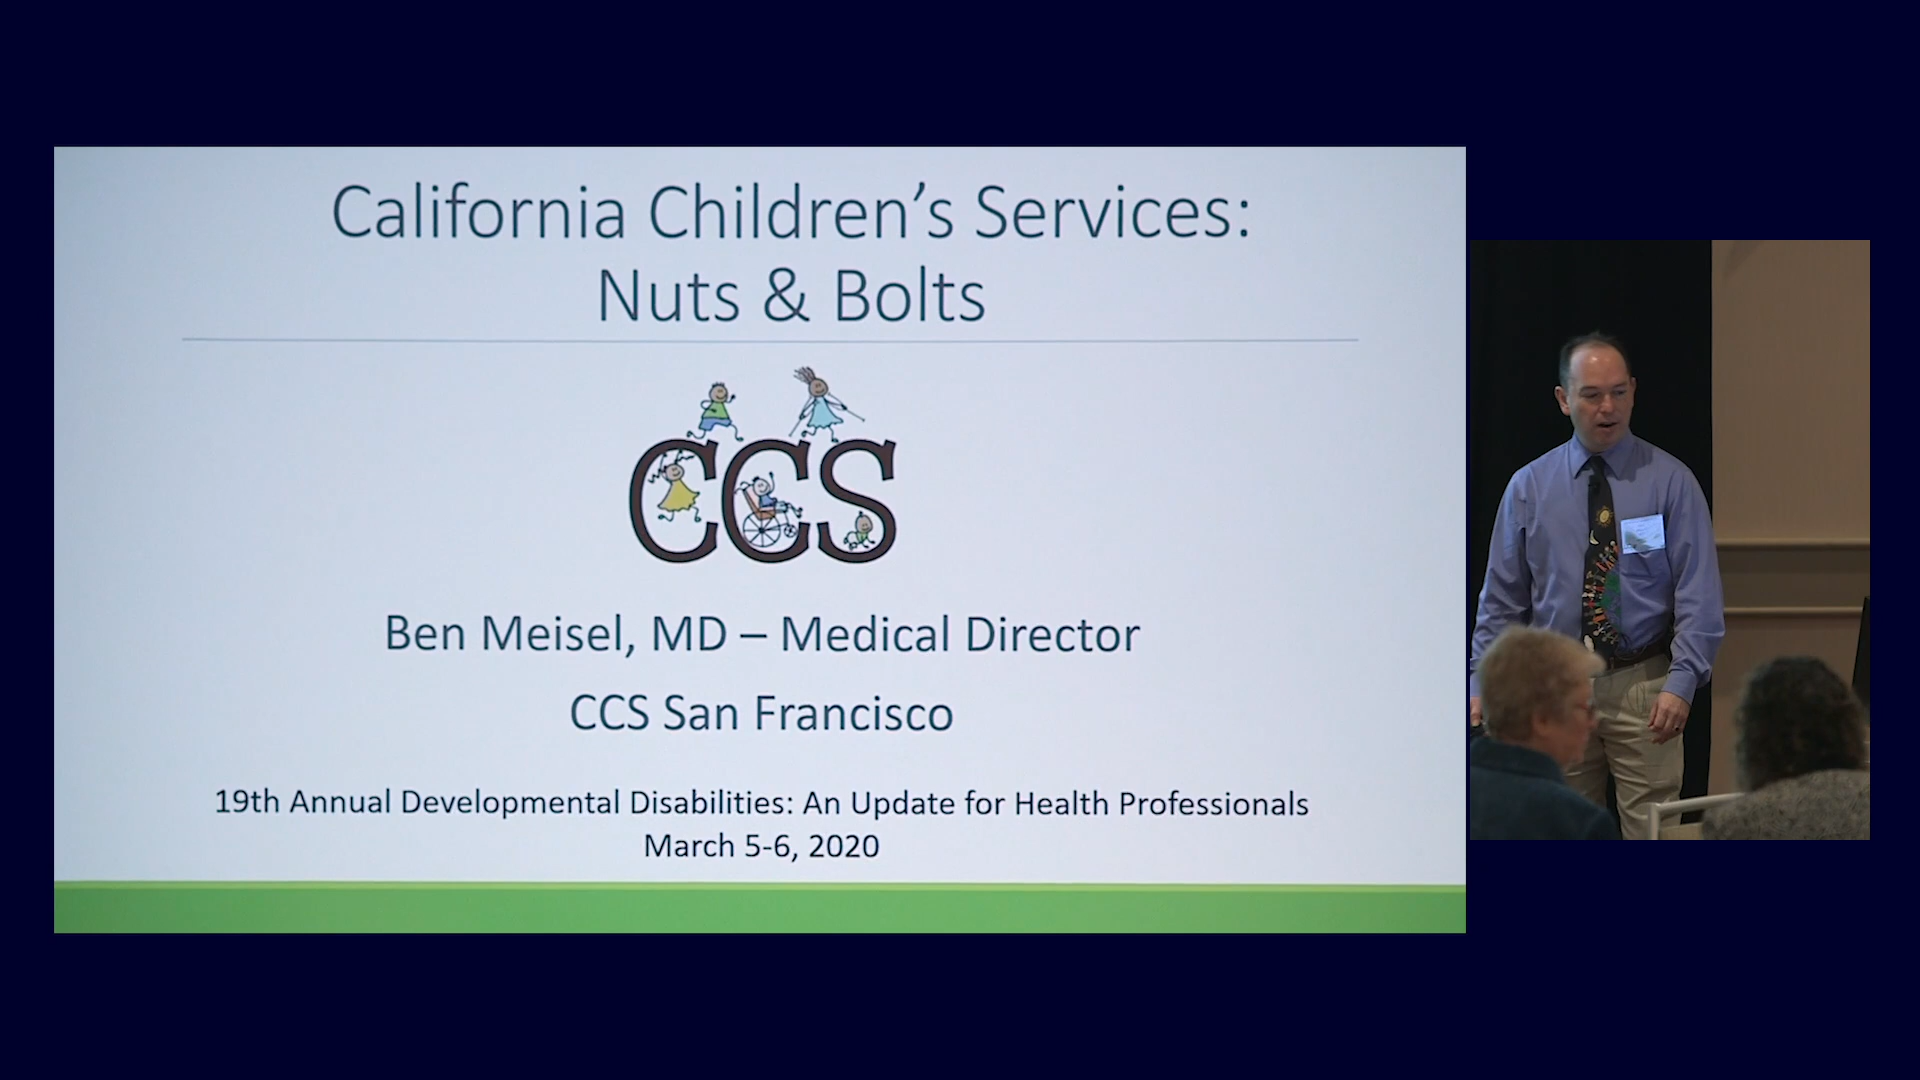 California Children's Services:
Nuts & Bolts
CCS
Ben Meisel, MD – Medical Director
CCS San Francisco
19th Annual Developmental Disabilities: An Update for Health Professionals
March 5-6, 2020